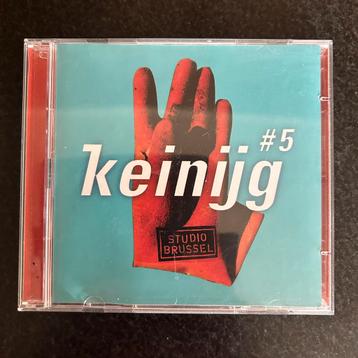 #5
keinijg
STUDIO
BRUSSEL